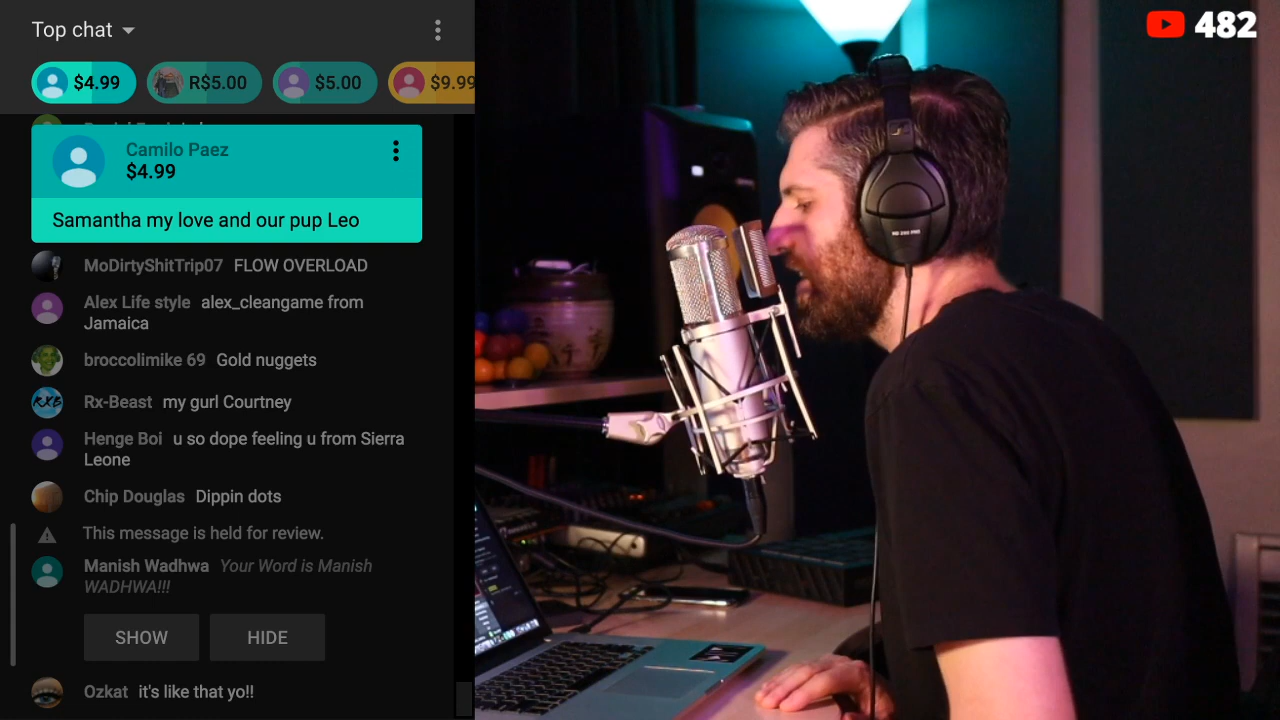 Top chat
482
$4.99
R$5.00
$5.00
$9.99
Camilo Paez
$4.99
Samantha my love and our pup Leo
MoDirtyShitTrip07 FLOW OVERLOAD
Alex Life style alex_cleangame from
Jamaica
broccolimike 69 Gold nuggets
RXB
Rx-Beast my gurl Courtney
Henge Boi u so dope feeling u from Sierra
Leone
Chip Douglas Dippin dots
This message is held for review.
Manish Wadhwa Your Word is Manish
WADHWA!!!
SHOW
HIDE
Ozkat it's like that yo!!